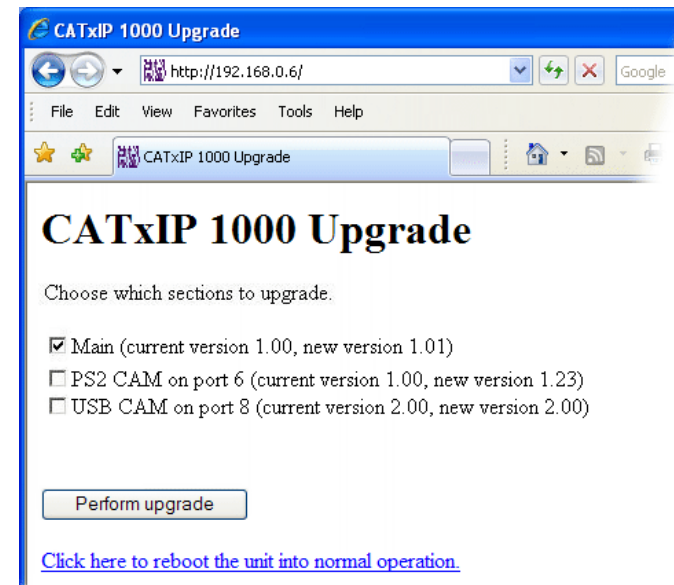 CATxIP 1000 Upgrade
http://192.168.0.6/
Google
File Edit View Favorites Tools Help
CATxIP 1000 Upgrade
CATxIP 1000 Upgrade
Choose which sections to upgrade.
Main (current version 1.00, new version 1.01)
PS2 CAM on port 6 (current version 1.00, new version 1.23)
USB CAM on port 8 (current version 2.00, new version 2.00)
Perform upgrade
Click here to reboot the unit into normal operation.